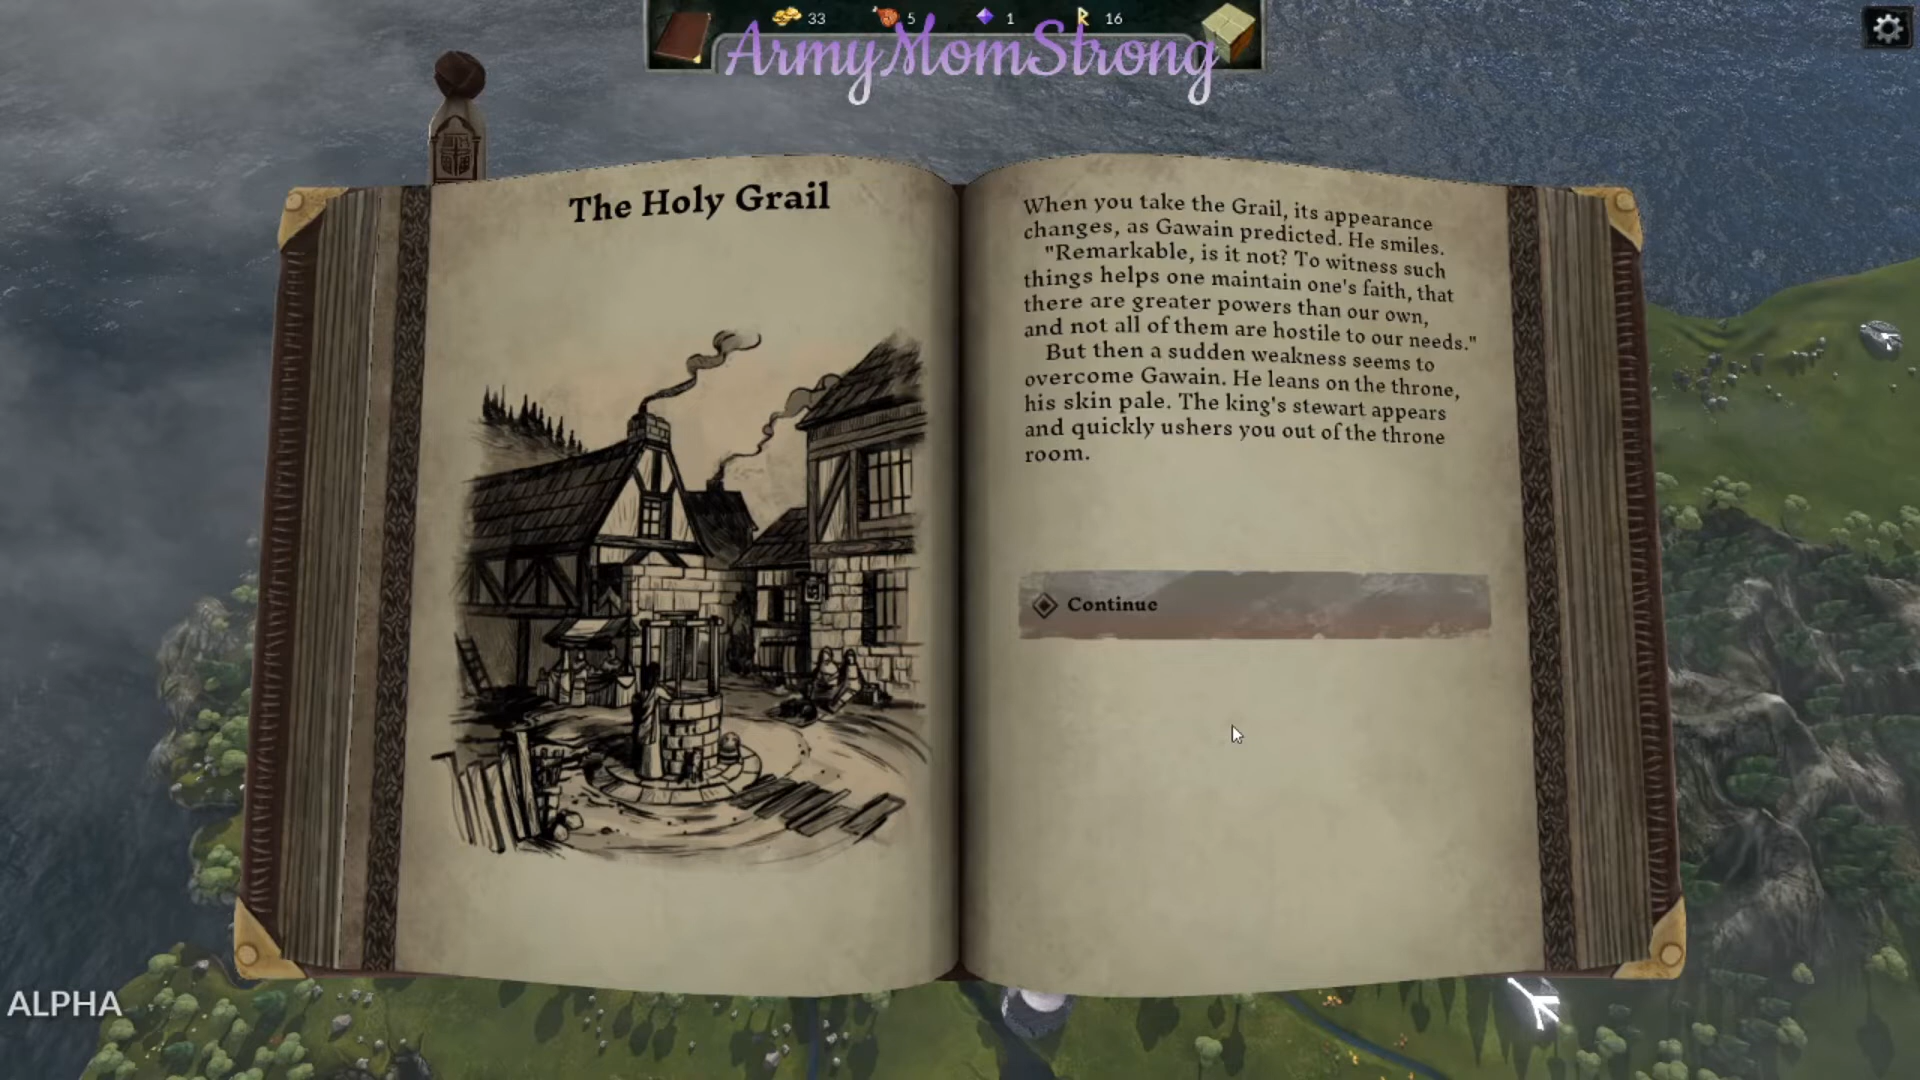 33 5 1 16
ArmyMomStrong
The Holy Grail
When you take the Grail, its appearance
changes, as Gawain predicted. He smiles.
"Remarkable, is it not? To witness such
things helps one maintain one's faith, that
there are greater powers than our own,
and not all of them are hostile to our needs."
But then a sudden weakness seems to
overcome Gawain. He leans on the throne,
his skin pale. The king's stewart appears
and quickly ushers you out of the throne
room.
Continue
ALPHA